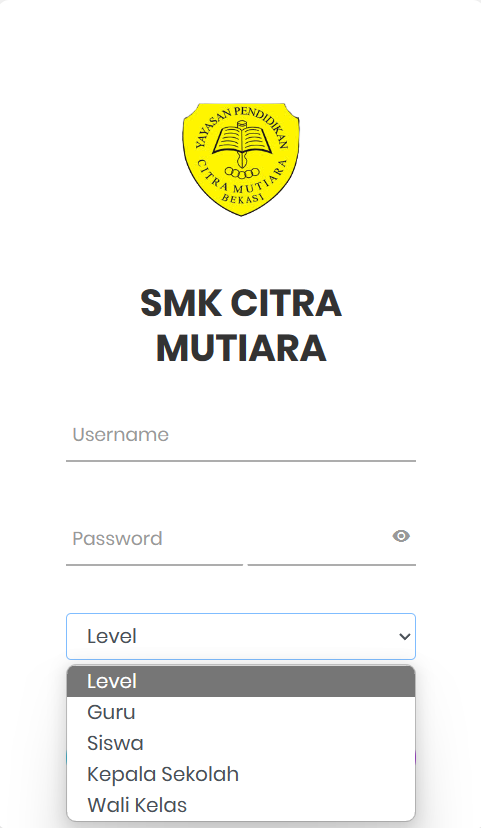 YAYASAN PENDIDIKAN
CITRA MUTIARA
BEKASI
SMK CITRA
MUTIARA
Username
Password
Level
Level
Guru
Siswa
Kepala Sekolah
Wali Kelas